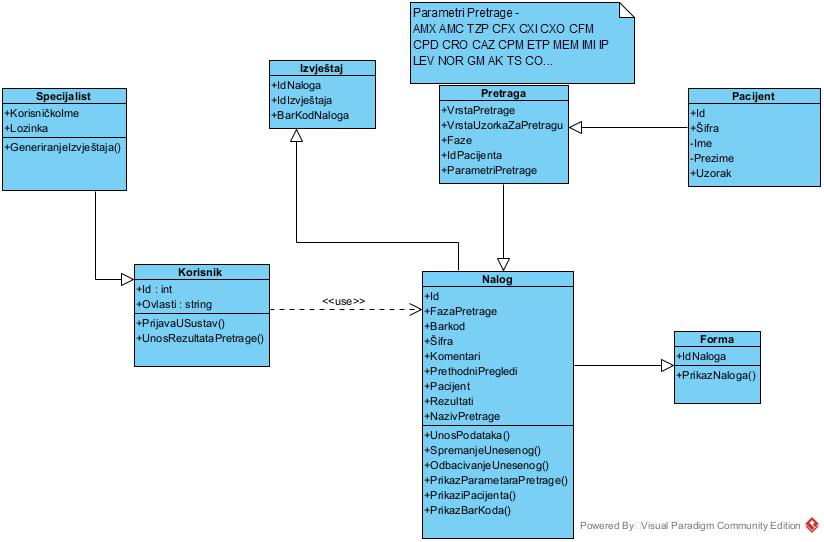 Parametri Pretrage -
AMX AMC TZP CFX CXI CXO CFM
CPD CRO CAZ CPM ETP MEM IMI IP
LEV NOR GM AK TS CO...
Izvještaj
+IdNaloga
+IdIzvještaja
+BarKodNaloga
Specijalist
+KorisničkoIme
+Lozinka
+GeneriranjeIzvještaja()
Pretraga
+VrstaPretrage
+VrstaUzorkaZaPretragu
+Faze
+IdPacijenta
+ParametriPretrage
Pacijent
+Id
+Šifra
-Ime
-Prezime
+Uzorak
Korisnik
+Id : int
+Ovlasti : string
+PrijavaUSustav()
+UnosRezultataPretrage()
<<use>>
Nalog
+Id
+FazaPretrage
+Barkod
+Šifra
+Komentari
+PrethodniPregledi
+Pacijent
+Rezultati
+NazivPretrage
+UnosPodataka()
+SpremanjeUnesenog()
+OdbacivanjeUnesenog()
+PrikazParametaraPretrage()
+PrikaziPacijenta()
+PrikazBarKoda()
Forma
+IdNaloga
+PrikazNaloga()
Powered By Visual Paradigm Community Edition